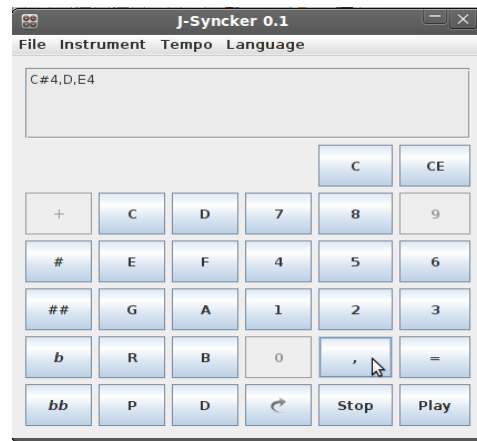 J-Syncker 0.1
File Instrument Tempo Language
C#4,D,E4
C CE
+ C D 7 8 9
# E F 4 5 6
## G A 1 2 3
b R B 0 , =
bb P D Stop Play